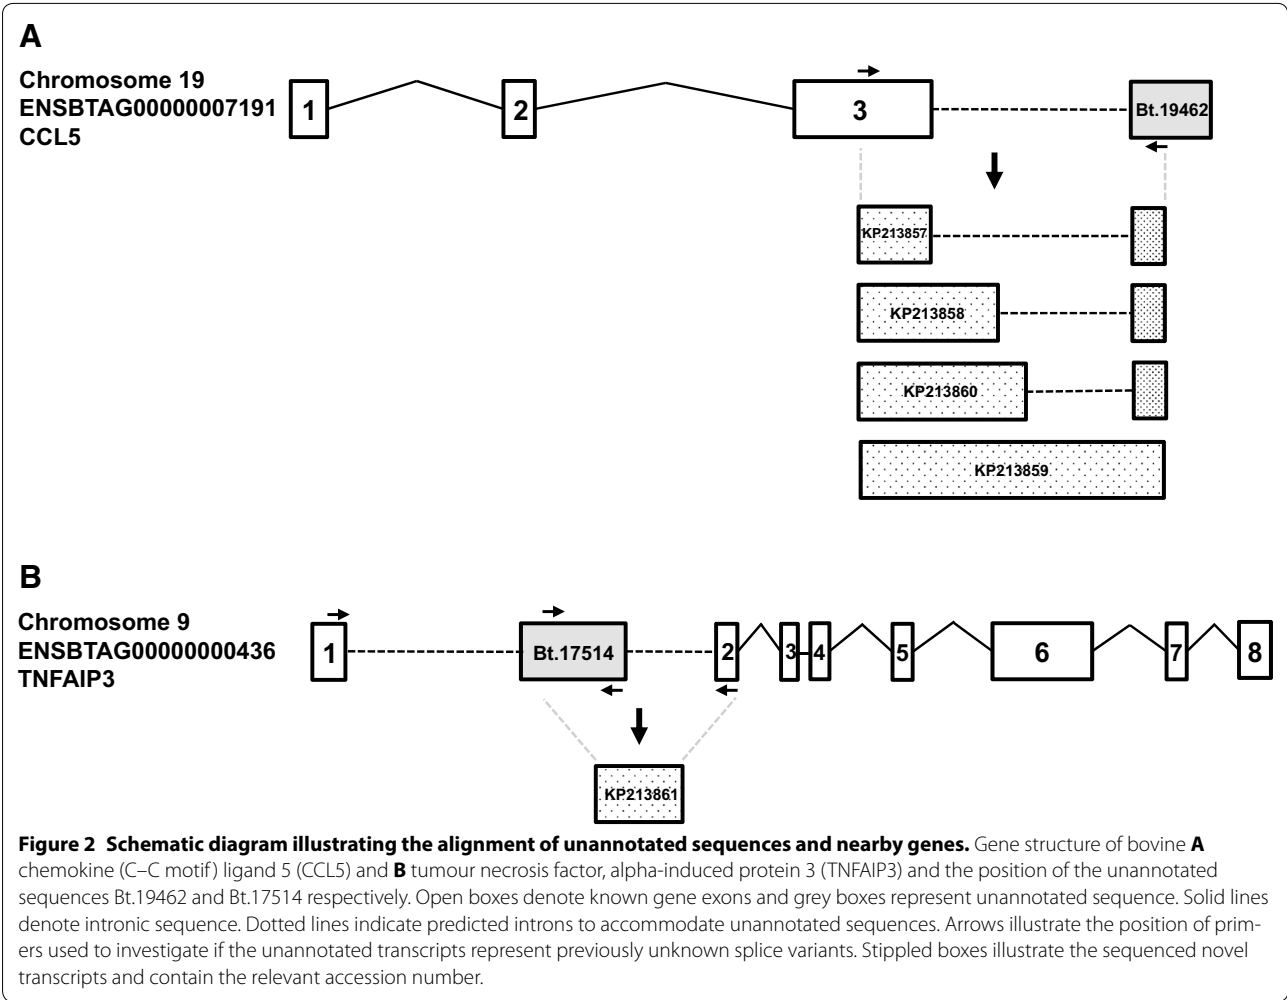 A
Chromosome 19
ENSBTAG00000007191
CCL5
1
2
3
Bt.19462
KP213857
KP213858
KP213860
KP213859
B
Chromosome 9
ENSBTAG00000000436
TNFAIP3
1
Bt.17514
2
3
4
5
6
7
8
KP213861
Figure 2 Schematic diagram illustrating the alignment of unannotated sequences and nearby genes. Gene structure of bovine A
chemokine (C–C motif) ligand 5 (CCL5) and B tumour necrosis factor, alpha-induced protein 3 (TNFAIP3) and the position of the unannotated
sequences Bt.19462 and Bt.17514 respectively. Open boxes denote known gene exons and grey boxes represent unannotated sequence. Solid lines
denote intronic sequence. Dotted lines indicate predicted introns to accommodate unannotated sequences. Arrows illustrate the position of prim-
ers used to investigate if the unannotated transcripts represent previously unknown splice variants. Stippled boxes illustrate the sequenced novel
transcripts and contain the relevant accession number.